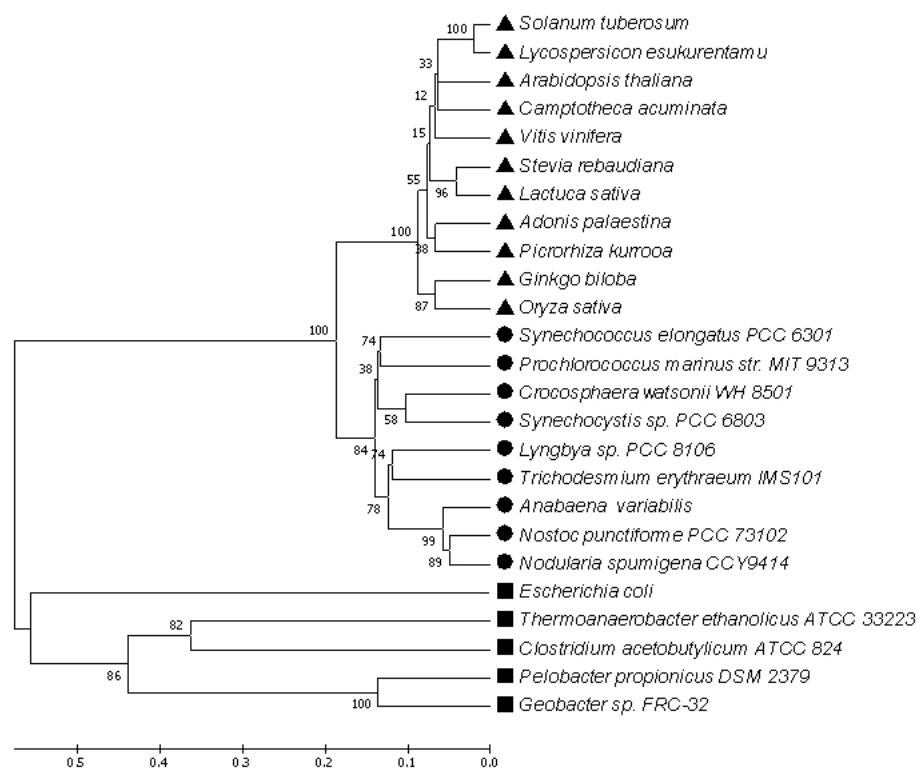 Solanum tuberosum
100
Lycospersicon esukurentamu
33
Arabidopsis thaliana
12
Camptotheca acuminata
15
Vitis vinifera
Stevia rebaudiana
55
96
Lactuca sativa
Adonis palaestina
100
38
Picrorhiza kurrooa
Ginkgo biloba
87
Oryza sativa
100
Synechococcus elongatus PCC 6301
74
Prochlorococcus marinus str. MIT 9313
38
Crocosphaera watsonii WH 8501
58
Synechocystis sp. PCC 6803
84
74
Lyngbya sp. PCC 8106
Trichodesmium erythraeum IMS101
78
Anabaena variabilis
Nostoc punctiforme PCC 73102
99
89
Nodularia spumigena CCY9414
Escherichia coli
82
Thermoanaerobacter ethanolicus ATCC 33223
Clostridium acetobutylicum ATCC 824
86
Pelobacter propionicus DSM 2379
100
Geobacter sp. FRC-32
0.5 0.4 0.3 0.2 0.1 0.0